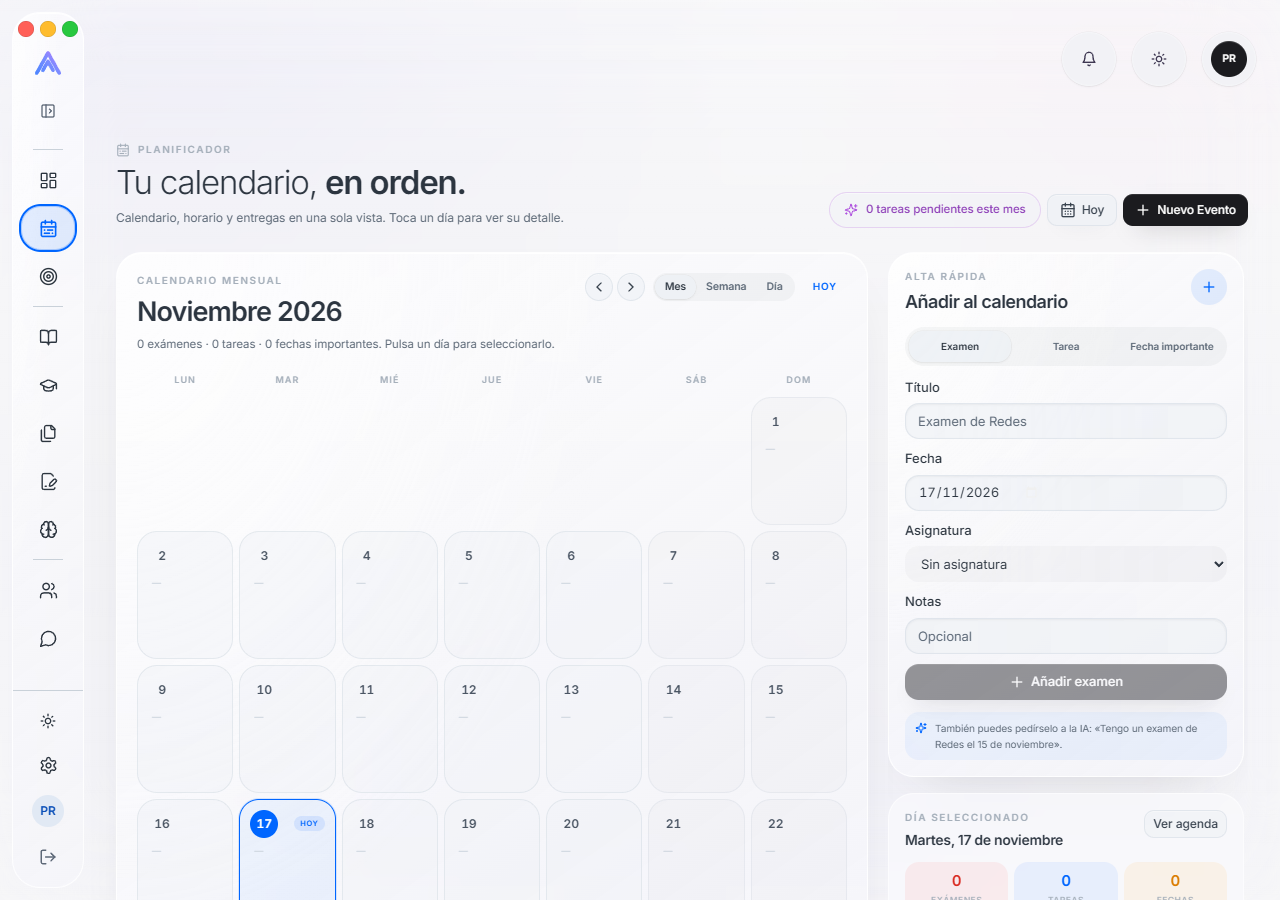 PR
PLANIFICADOR
Tu calendario, en orden.
Calendario, horario y entregas en una sola vista. Toca un día para ver su detalle.
0 tareas pendientes este mes
Hoy
Nuevo Evento
CALENDARIO MENSUAL
Noviembre 2026
0 exámenes · 0 tareas · 0 fechas importantes. Pulsa un día para seleccionarlo.
Mes Semana Día HOY
LUN MAR MIÉ JUE VIE SÁB DOM
1
—
2 3 4 5 6 7 8
— — — — — — —
9 10 11 12 13 14 15
— — — — — — —
16 17 HOY 18 19 20 21 22
— — — — — — —
ALTA RÁPIDA
Añadir al calendario
Examen Tarea Fecha importante
Título
Examen de Redes
Fecha
17/11/2026
Asignatura
Sin asignatura
Notas
Opcional
Añadir examen
También puedes pedírselo a la IA: «Tengo un examen de
Redes el 15 de noviembre».
DÍA SELECCIONADO
Martes, 17 de noviembre
Ver agenda
0 0 0
EXÁMENES TAREAS FECHAS
PR